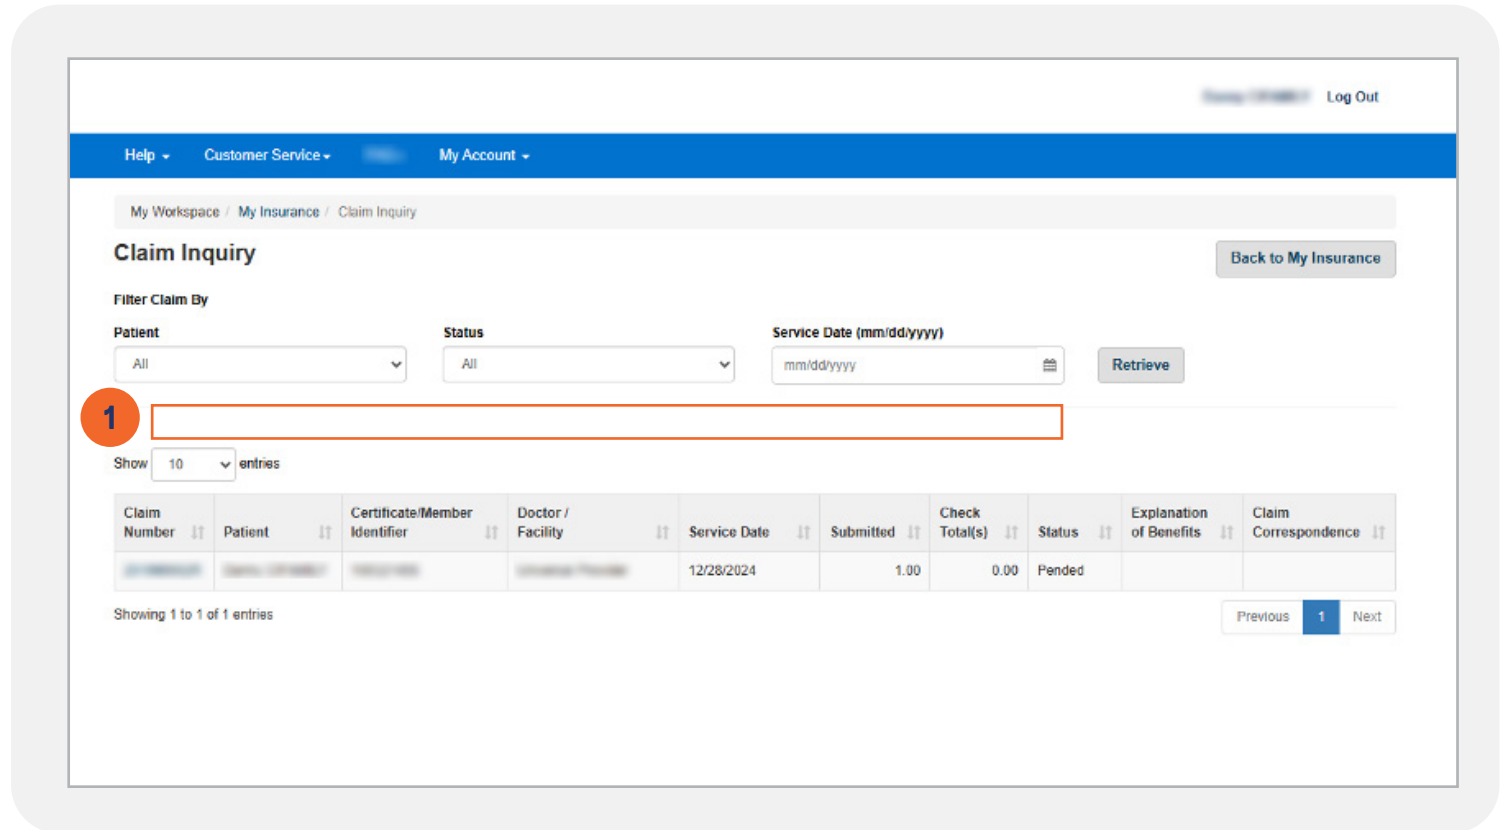 Log Out
Help Customer Service My Account
My Workspace / My Insurance / Claim Inquiry
Claim Inquiry
Back to My Insurance
Filter Claim By
Patient Status Service Date (mm/dd/yyyy)
All All mm/dd/yyyy Retrieve
1
Show 10 entries
Claim Number Patient Certificate/Member Identifier Doctor / Facility Service Date Submitted Check Total(s) Status Explanation of Benefits Claim Correspondence
12/28/2024 1.00 0.00 Pended
Showing 1 to 1 of 1 entries
Previous 1 Next